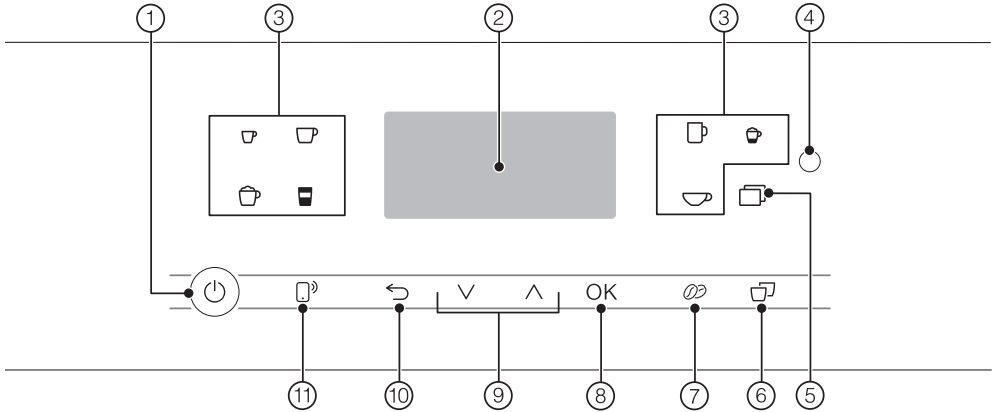 ① ③ ② ③ ④
OK
⑪ ⑩ ⑨ ⑧ ⑦ ⑥ ⑤